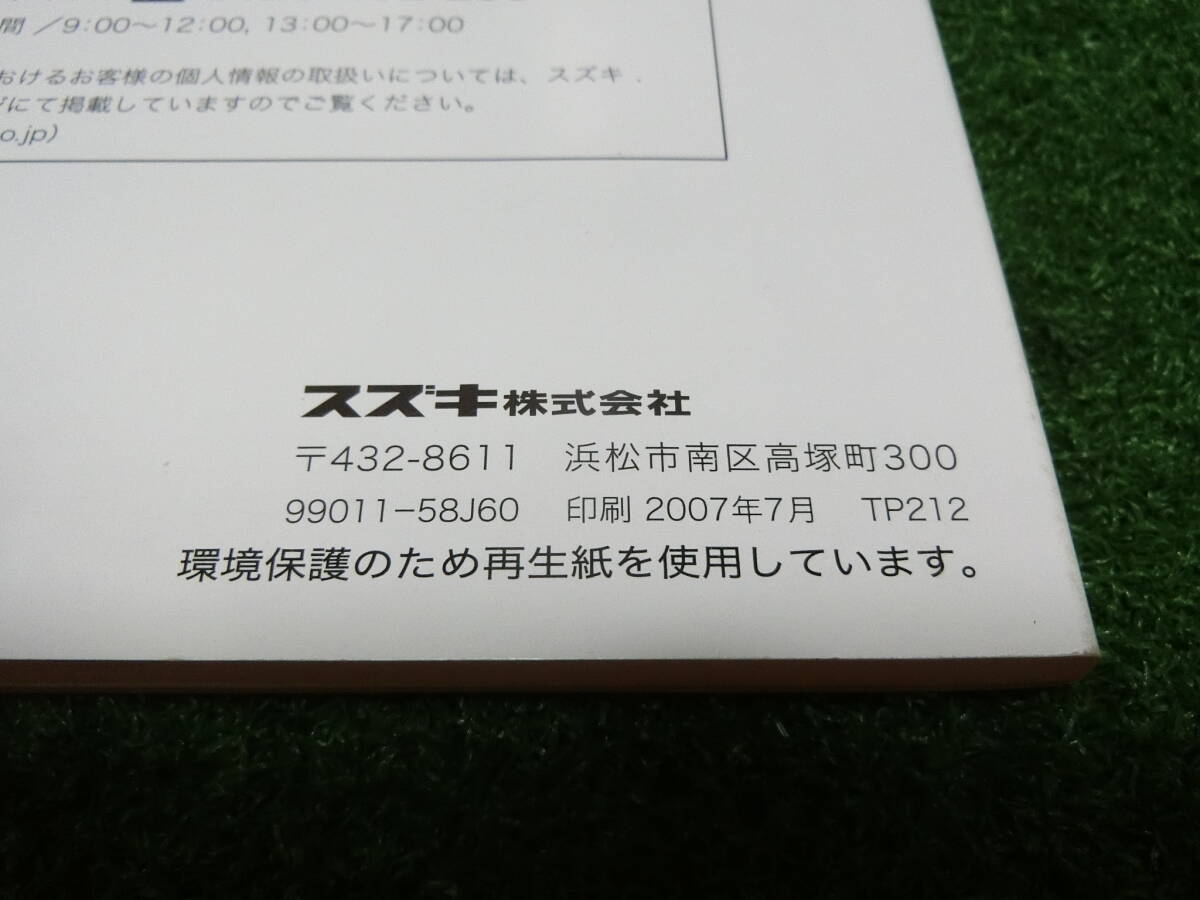 間／9:00～12:00, 13:00～17:00
おけるお客様の個人情報の取扱いについては、スズキ
にて掲載していますのでご覧ください。
o.jp）
スズキ株式会社
〒432-8611　浜松市南区高塚町300
99011−58J60　印刷 2007年7月　TP212
環境保護のため再生紙を使用しています。